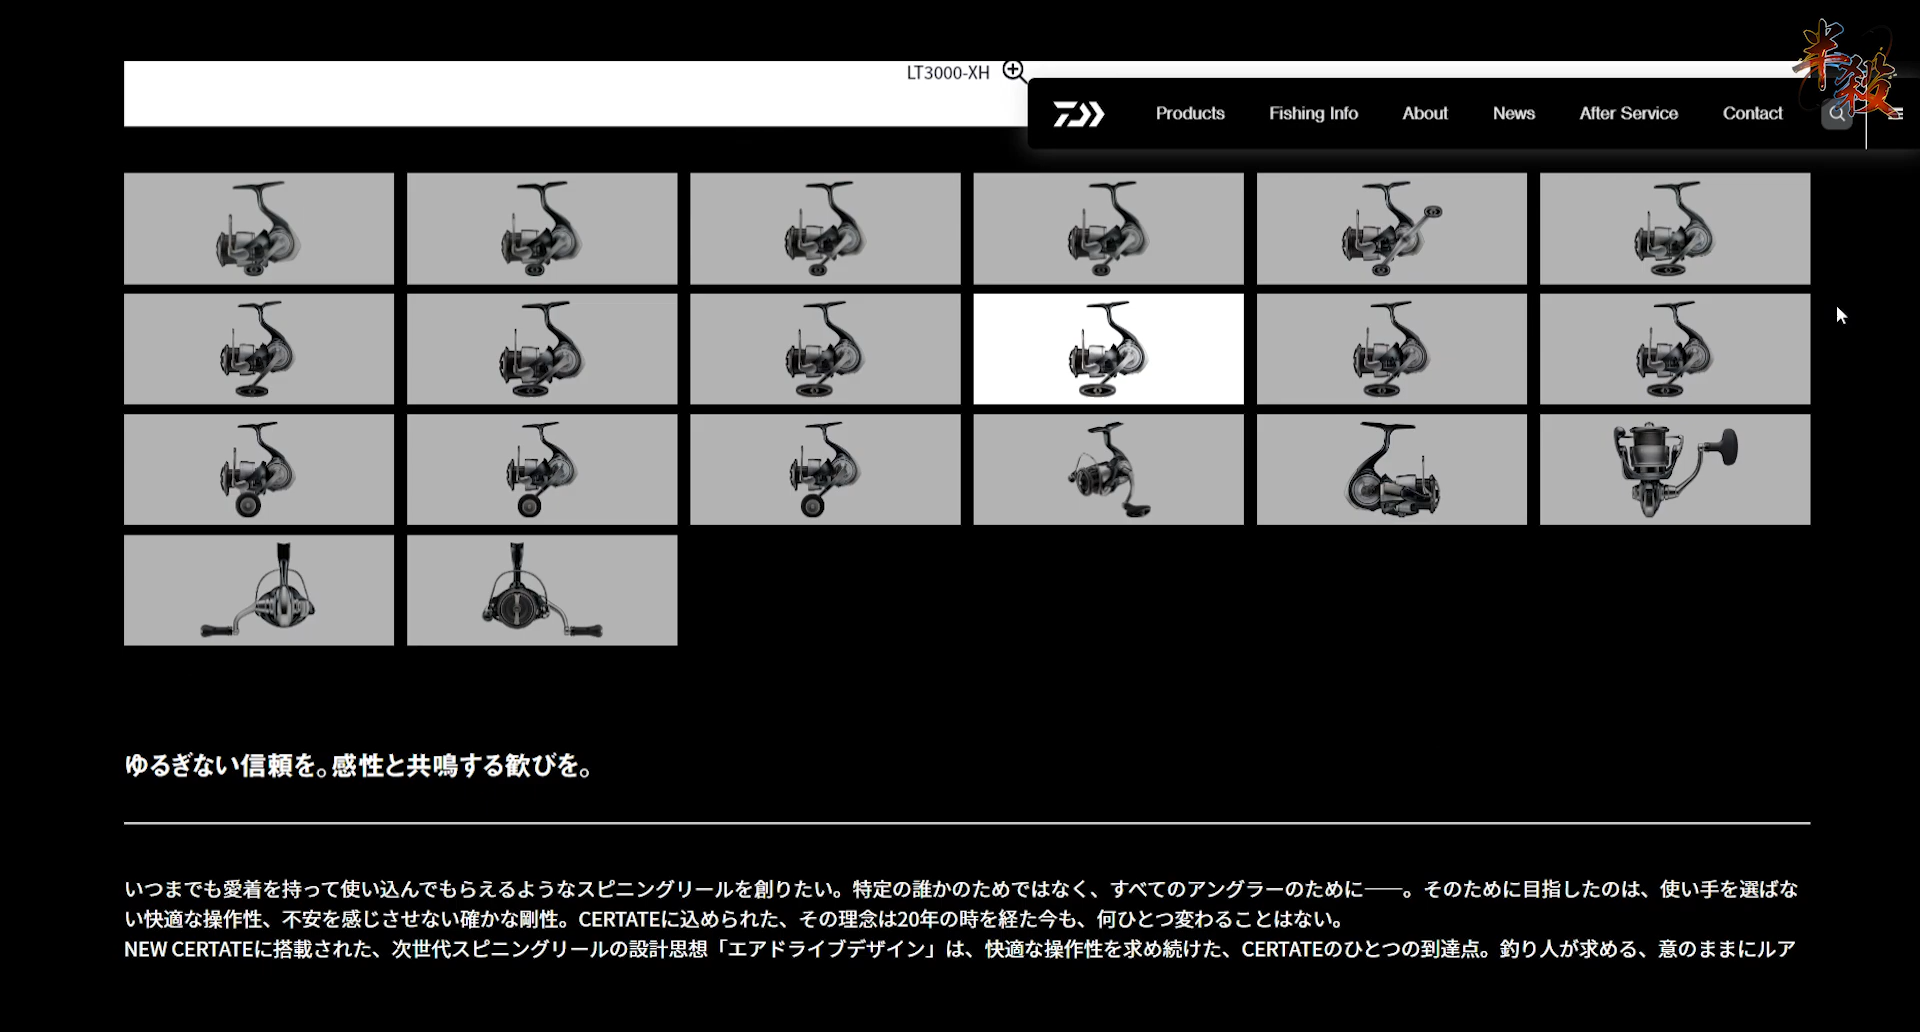 半殺
LT3000-XH
Products Fishing Info About News After Service Contact
ゆるぎない信頼を。感性と共鳴する歓びを。
いつまでも愛着を持って使い込んでもらえるようなスピニングリールを創りたい。特定の誰かのためではなく、すべてのアングラーのために――。そのために目指したのは、使い手を選ばな
い快適な操作性、不安を感じさせない確かな剛性。CERTATEに込められた、その理念は20年の時を経た今も、何ひとつ変わることはない。
NEW CERTATEに搭載された、次世代スピニングリールの設計思想「エアドライブデザイン」は、快適な操作性を求め続けた、CERTATEのひとつの到達点。釣り人が求める、意のままにルア